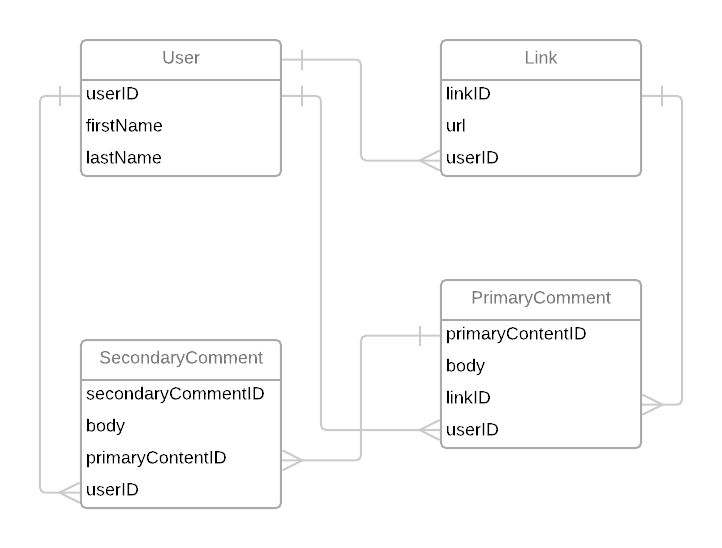 User
userID
firstName
lastName
Link
linkID
url
userID
PrimaryComment
primaryContentID
body
linkID
userID
SecondaryComment
secondaryCommentID
body
primaryContentID
userID